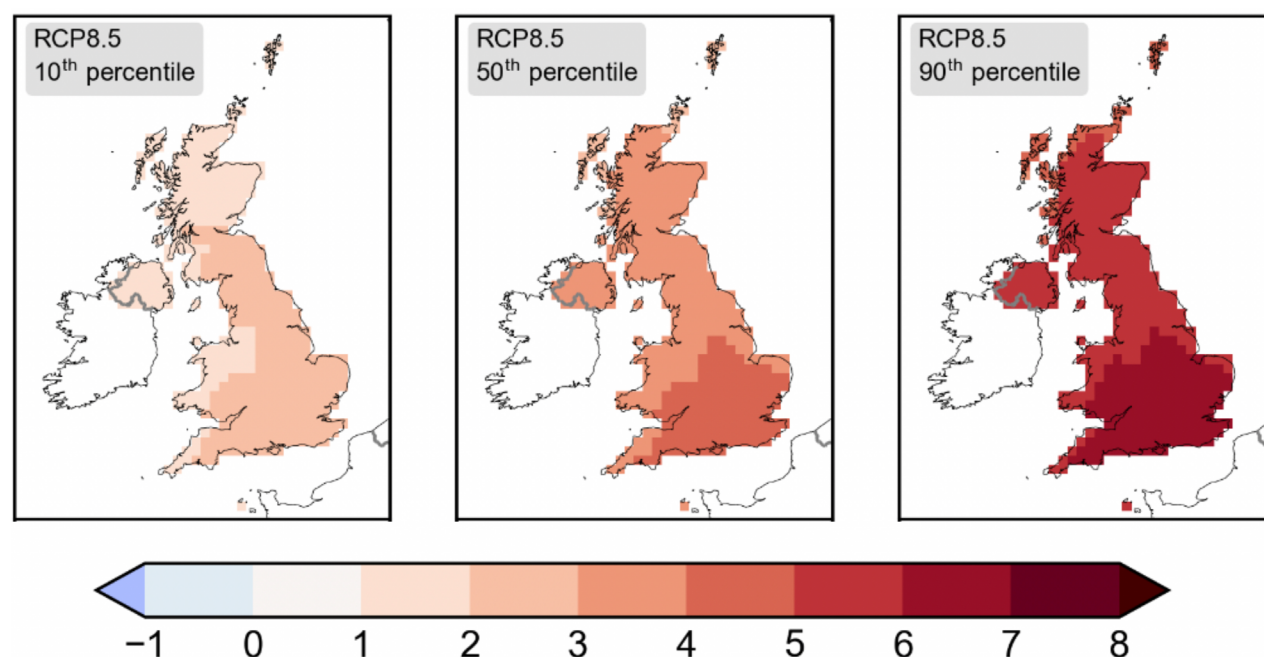 RCP8.5
10th percentile
RCP8.5
50th percentile
RCP8.5
90th percentile
−1 0 1 2 3 4 5 6 7 8